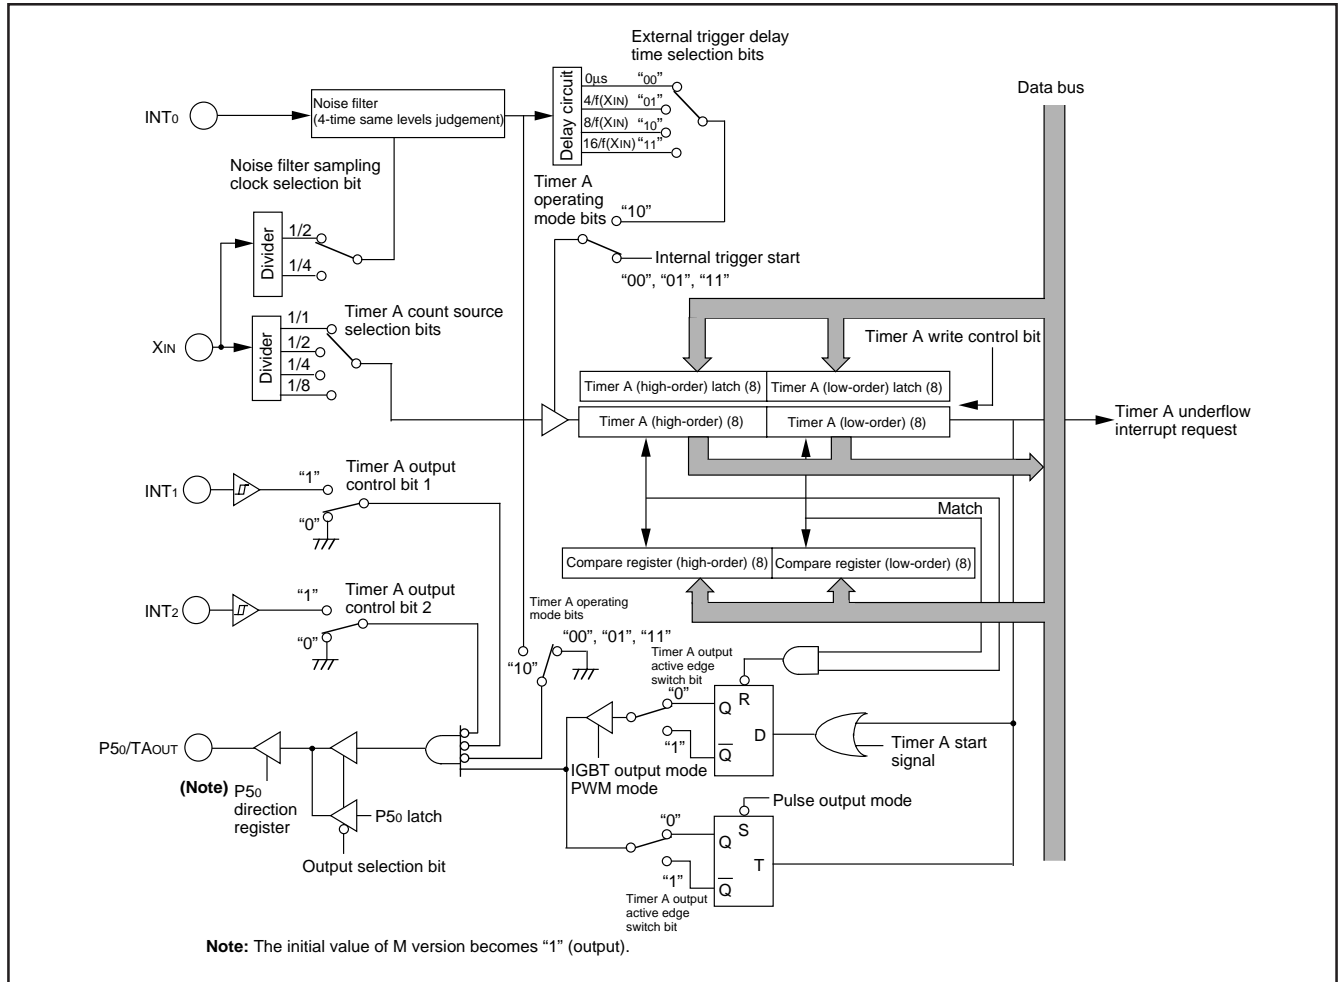 External trigger delay
time selection bits
Data bus
INT0
Noise filter
(4-time same levels judgement)
Delay circuit
0µs “00”
4/f(XIN) “01”
8/f(XIN) “10”
16/f(XIN) “11”
Noise filter sampling
clock selection bit
Timer A
operating
mode bits
“10”
Internal trigger start
“00”, “01”, “11”
Divider
1/2
1/4
XIN
Divider
1/1
1/2
1/4
1/8
Timer A count source
selection bits
Timer A write control bit
Timer A (high-order) latch (8)
Timer A (low-order) latch (8)
Timer A (high-order) (8)
Timer A (low-order) (8)
Timer A underflow
interrupt request
INT1
“1”
“0”
Timer A output
control bit 1
Match
Compare register (high-order) (8)
Compare register (low-order) (8)
INT2
“1”
“0”
Timer A output
control bit 2
Timer A operating
mode bits
“00”, “01”, “11”
“10”
Timer A output
active edge
switch bit
“0”
“1”
Q
R
D
Q
Timer A start
signal
IGBT output mode
PWM mode
P50/TAOUT
(Note)
P50
direction
register
P50 latch
Output selection bit
Pulse output mode
“0”
“1”
Q
S
T
Q
Timer A output
active edge
switch bit
Note: The initial value of M version becomes “1” (output).